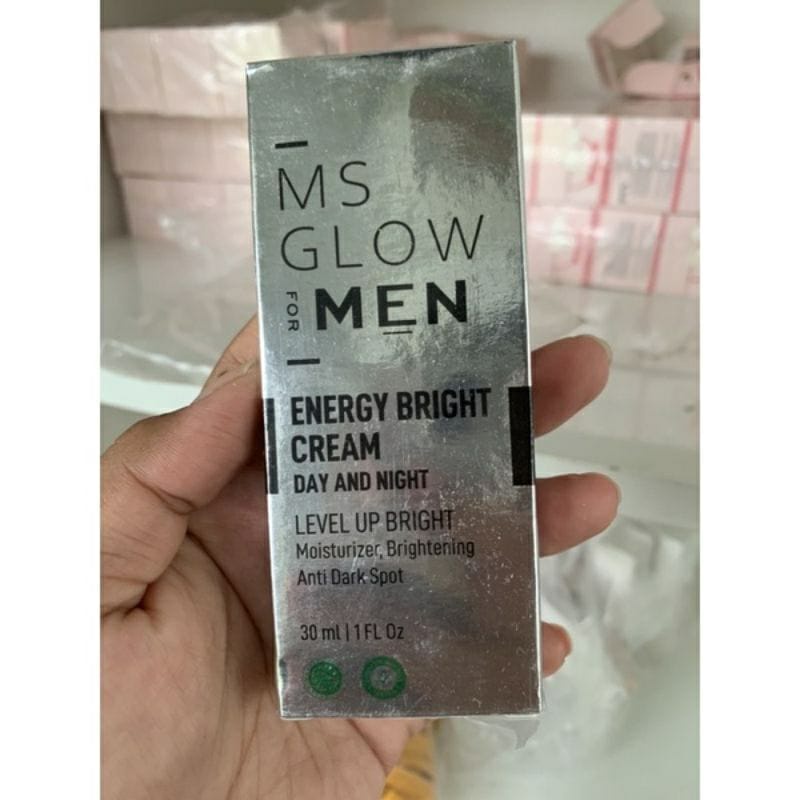 MS
GLOW
FOR MEN
ENERGY BRIGHT
CREAM
DAY AND NIGHT
LEVEL UP BRIGHT
Moisturizer, Brightening
Anti Dark Spot
30 ml | 1 FL Oz